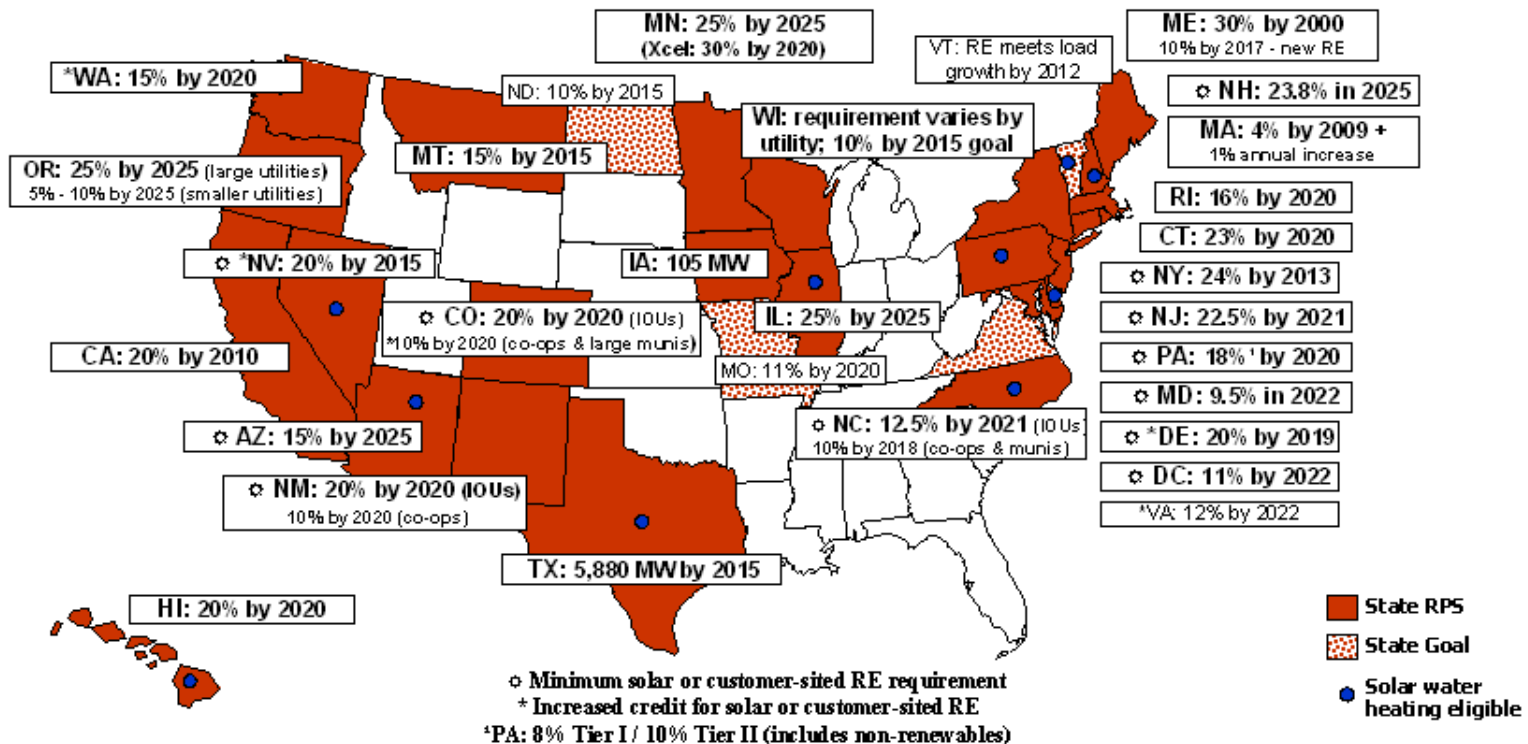 MN: 25% by 2025
(Xcel: 30% by 2020)
VT: RE meets load
growth by 2012
ME: 30% by 2000
10% by 2017 - new RE
*WA: 15% by 2020
ND: 10% by 2015
☼ NH: 23.8% in 2025
WI: requirement varies by
utility; 10% by 2015 goal
MA: 4% by 2009 +
1% annual increase
MT: 15% by 2015
OR: 25% by 2025 (large utilities)
5% - 10% by 2025 (smaller utilities)
RI: 16% by 2020
CT: 23% by 2020
☼ *NV: 20% by 2015
IA: 105 MW
☼ NY: 24% by 2013
☼ CO: 20% by 2020 (IOUs)
*10% by 2020 (co-ops & large munis)
IL: 25% by 2025
☼ NJ: 22.5% by 2021
CA: 20% by 2010
MO: 11% by 2020
☼ PA: 18%¹ by 2020
☼ MD: 9.5% in 2022
☼ AZ: 15% by 2025
☼ NC: 12.5% by 2021 (IOUs)
10% by 2018 (co-ops & munis)
☼ *DE: 20% by 2019
☼ DC: 11% by 2022
☼ NM: 20% by 2020 (IOUs)
10% by 2020 (co-ops)
*VA: 12% by 2022
TX: 5,880 MW by 2015
HI: 20% by 2020
State RPS
State Goal
Solar water
heating eligible
☼ Minimum solar or customer-sited RE requirement
* Increased credit for solar or customer-sited RE
¹PA: 8% Tier I / 10% Tier II (includes non-renewables)